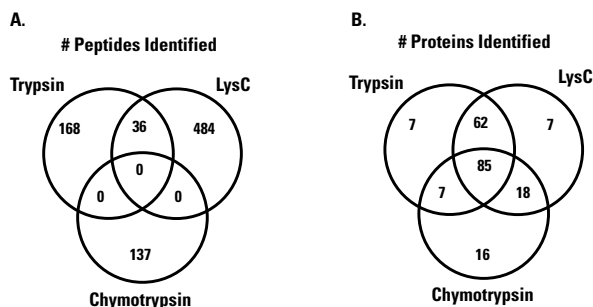 A.
# Peptides Identified
Trypsin
LysC
168
36
484
0
0
0
137
Chymotrypsin
B.
# Proteins Identified
Trypsin
LysC
7
62
7
85
7
18
16
Chymotrypsin